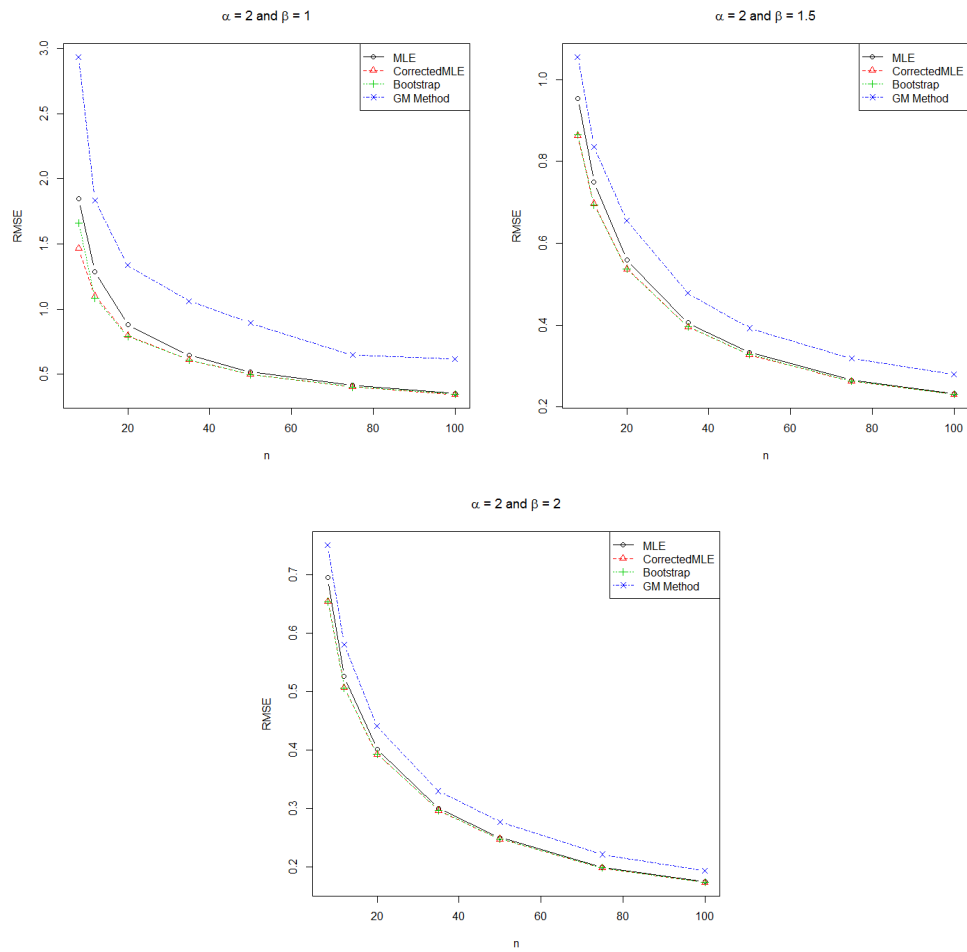 α = 2 and β = 1
RMSE
3.0
2.5
2.0
1.5
1.0
0.5
MLE
CorrectedMLE
Bootstrap
GM Method
20
40
60
80
100
n
α = 2 and β = 1.5
RMSE
1.0
0.8
0.6
0.4
0.2
MLE
CorrectedMLE
Bootstrap
GM Method
20
40
60
80
100
n
α = 2 and β = 2
RMSE
0.7
0.6
0.5
0.4
0.3
0.2
MLE
CorrectedMLE
Bootstrap
GM Method
20
40
60
80
100
n